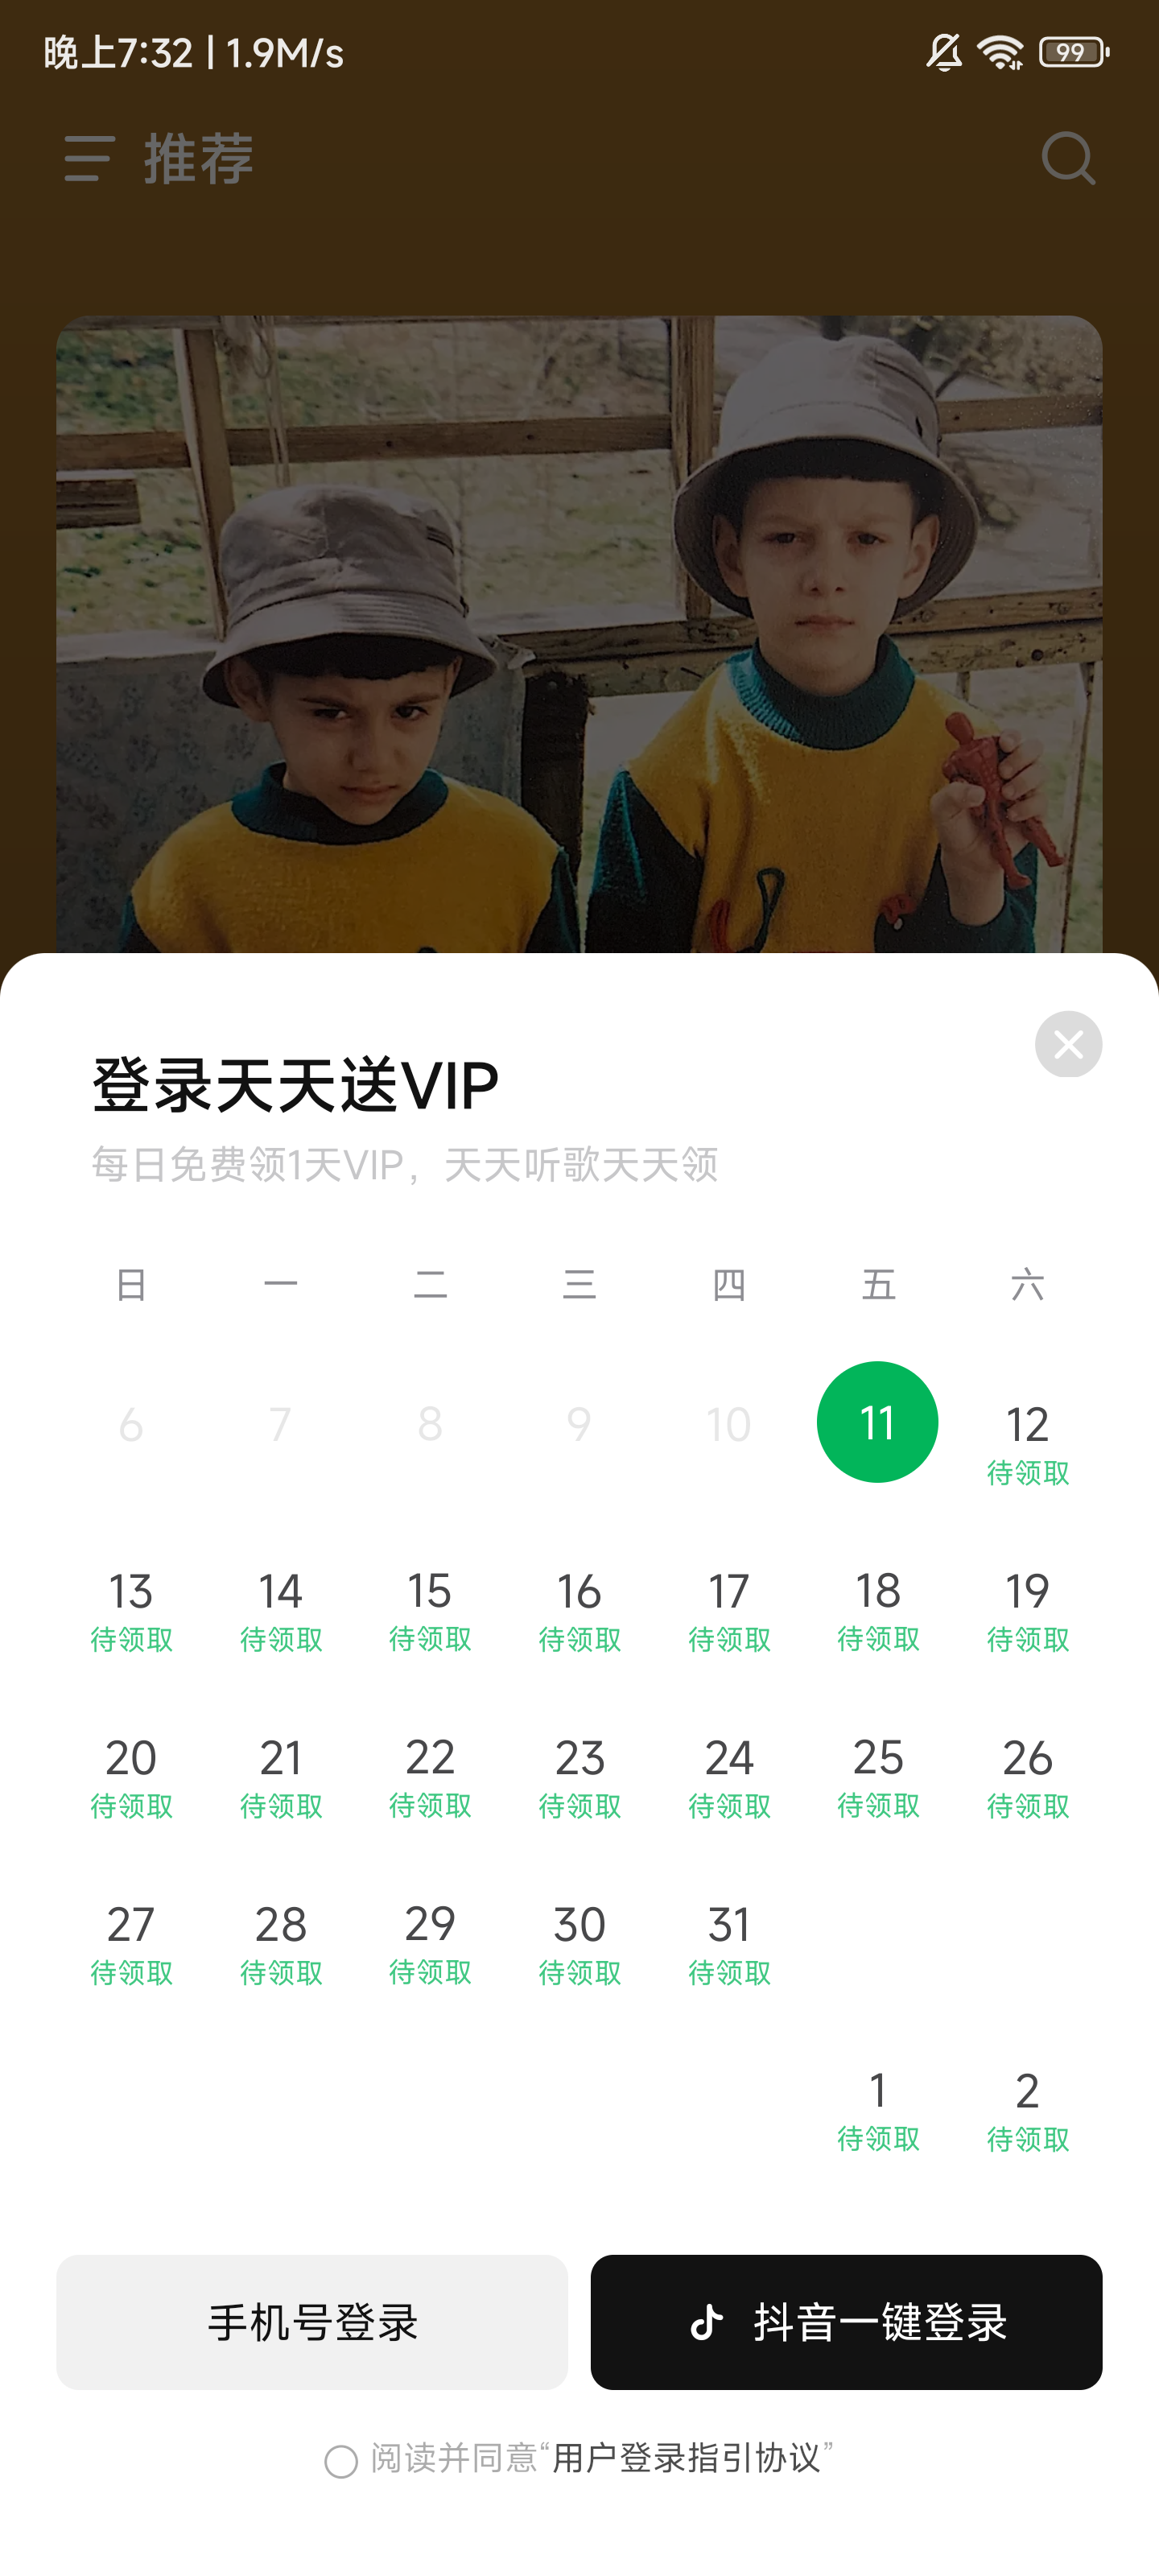 晚上7:32 | 1.9M/s
99
推荐
登录天天送VIP
每日免费领1天VIP，天天听歌天天领
日 一 二 三 四 五 六
6 7 8 9 10 11 12
待领取
13 14 15 16 17 18 19
待领取 待领取 待领取 待领取 待领取 待领取 待领取
20 21 22 23 24 25 26
待领取 待领取 待领取 待领取 待领取 待领取 待领取
27 28 29 30 31
待领取 待领取 待领取 待领取 待领取
1 2
待领取 待领取
手机号登录 抖音一键登录
阅读并同意“用户登录指引协议”